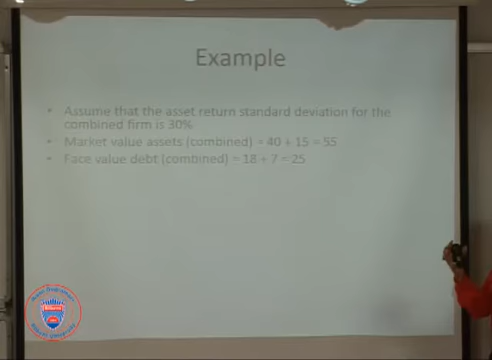 Example
• Assume that the asset return standard deviation for the
combined firm is 30%
• Market value assets (combined) = 40 + 15 = 55
• Face value debt (combined) = 18 + 7 = 25